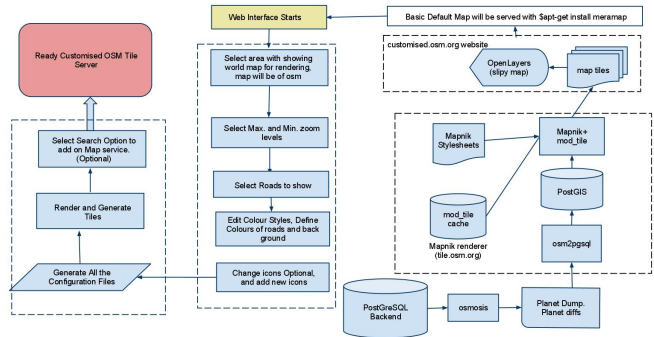 Web Interface Starts
Basic Default Map will be served with $apt-get install meramap
Ready Customised OSM Tile
Server
Select area with showing
world map for rendering,
map will be of osm
customised.osm.org website
OpenLayers
(slipy map)
map tiles
Select Search Option to
add on Map service.
(Optional)
Select Max. and Min. zoom
levels
Mapnik
Stylesheets
Mapnik+
mod_tile
Render and Generate
Tiles
Select Roads to show
PostGIS
Edit Colour Styles, Define
Colours of roads and back
ground
mod_tile
cache
osm2pgsql
Mapnik renderer
(tile.osm.org)
Generate All the
Configuration Files
Change icons Optional,
and add new icons
PostGreSQL
Backend
osmosis
Planet Dump.
Planet diffs